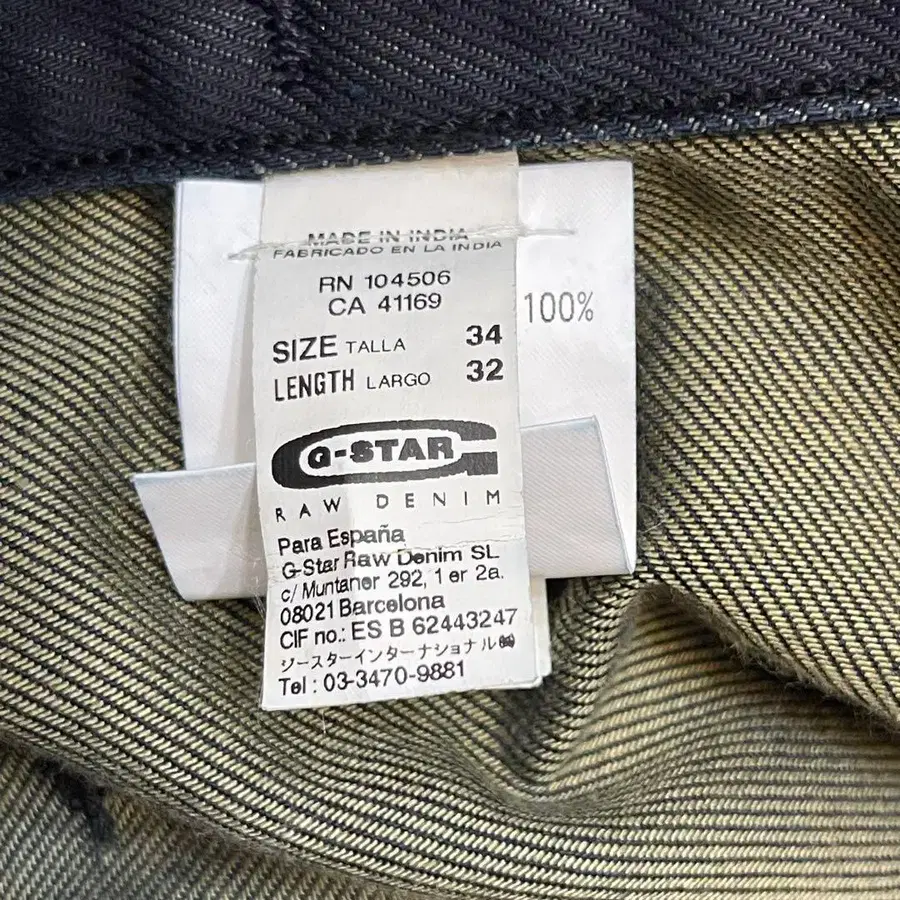 MADE IN INDIA
FABRICADO EN LA INDIA
RN 104506
CA 41169
100%
SIZE TALLA 34
LENGTH LARGO 32
G-STAR
RAW DENIM
Para España
G-Star Raw Denim SL
c/ Muntaner 292, 1 er 2a.
08021 Barcelona
CIF no.: ES B 62443247
ジースターインターナショナル㈱
Tel : 03-3470-9881